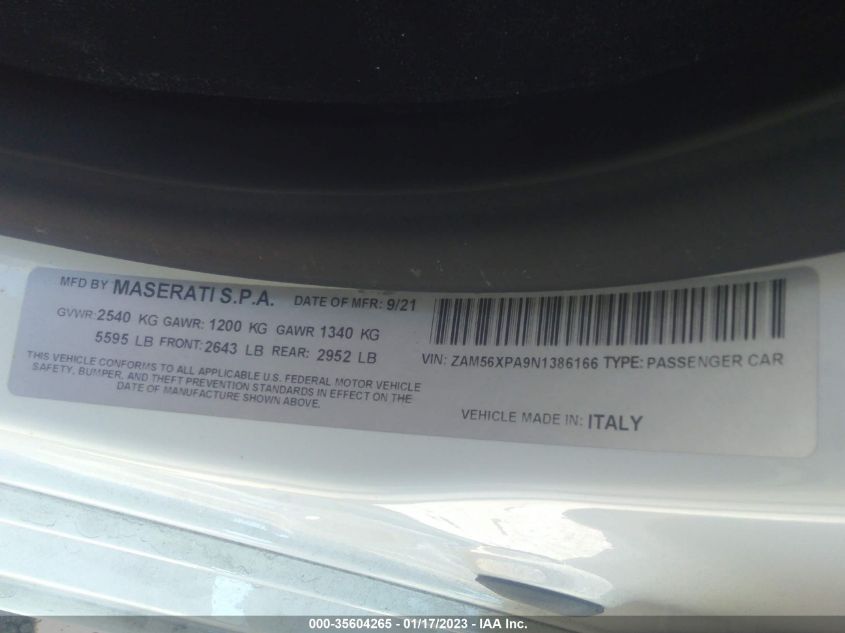 MFD BY MASERATI S.P.A. DATE OF MFR: 9/21
GVWR: 2540 KG GAWR: 1200 KG GAWR 1340 KG
5595 LB FRONT: 2643 LB REAR: 2952 LB
THIS VEHICLE CONFORMS TO ALL APPLICABLE U.S. FEDERAL MOTOR VEHICLE
SAFETY, BUMPER, AND THEFT PREVENTION STANDARDS IN EFFECT ON THE
DATE OF MANUFACTURE SHOWN ABOVE.
VIN: ZAM56XPA9N1386166 TYPE: PASSENGER CAR
VEHICLE MADE IN: ITALY
000-35604265 - 01/17/2023 - IAA Inc.